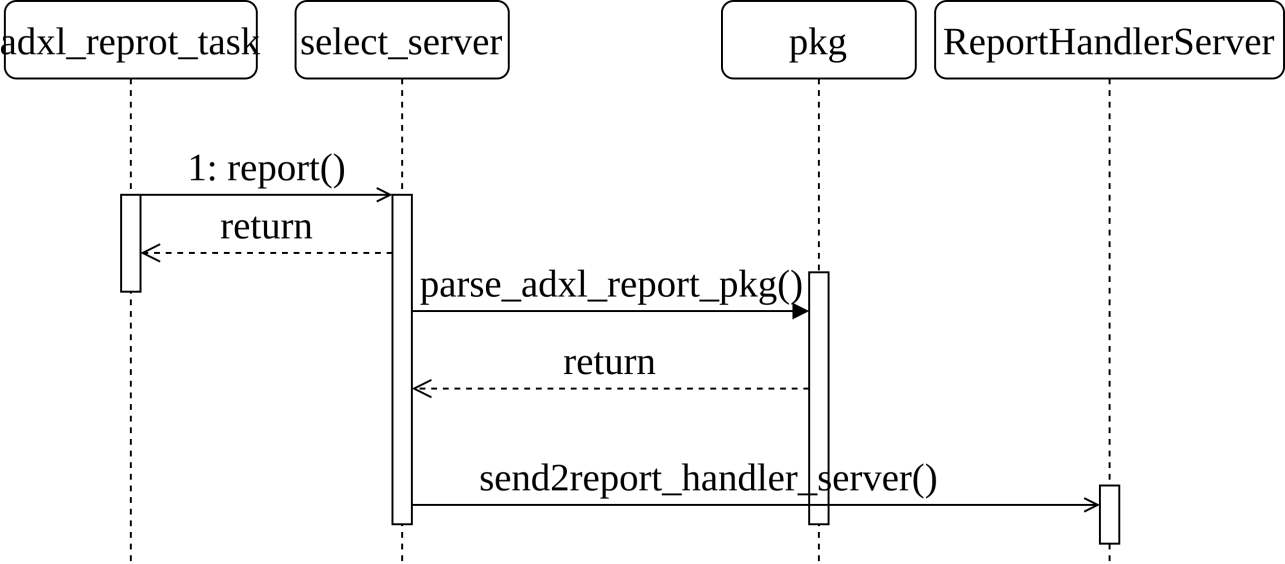 adxl_reprot_task
select_server
pkg
ReportHandlerServer
1: report()
return
parse_adxl_report_pkg()
return
send2report_handler_server()